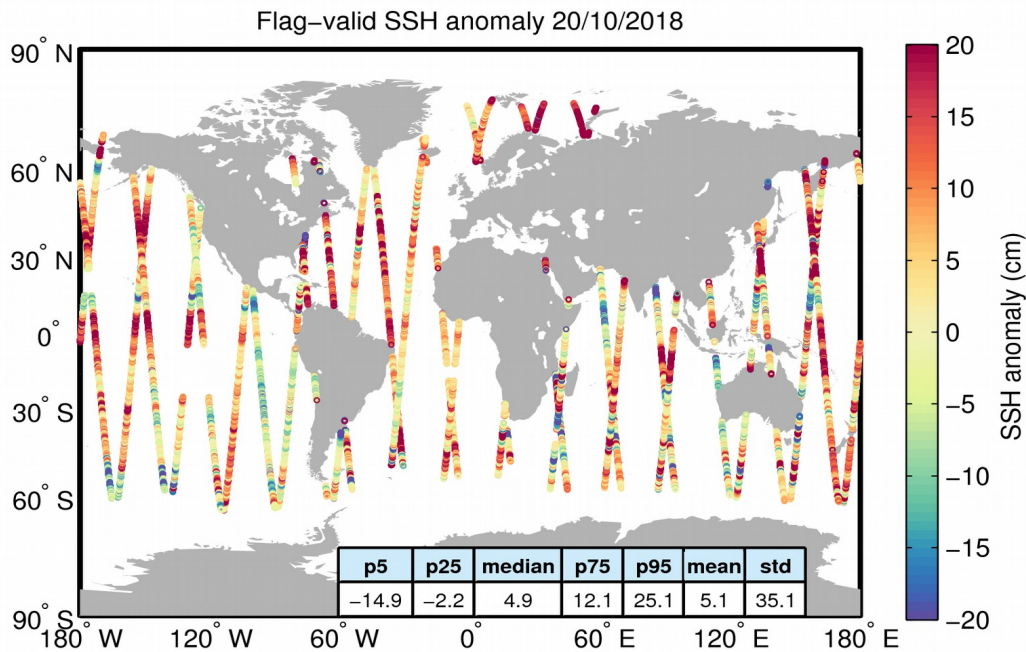 Flag−valid SSH anomaly 20/10/2018
90° N
60° N
30° N
0°
30° S
60° S
90° S
180° W
120° W
60° W
0°
60° E
120° E
180° E
p5 p25 median p75 p95 mean std
−14.9 −2.2 4.9 12.1 25.1 5.1 35.1
20
15
10
5
0
−5
−10
−15
−20
SSH anomaly (cm)